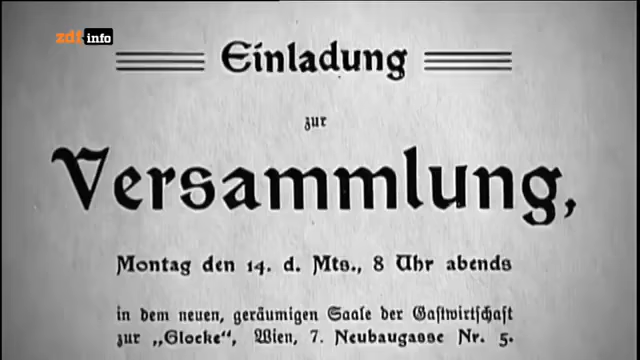 zdf info
Einladung
zur
Versammlung,
Montag den 14. d. Mts., 8 Uhr abends
in dem neuen, geräumigen Saale der Gastwirtschaft
zur „Glocke“, Wien, 7. Neubaugasse Nr. 5.